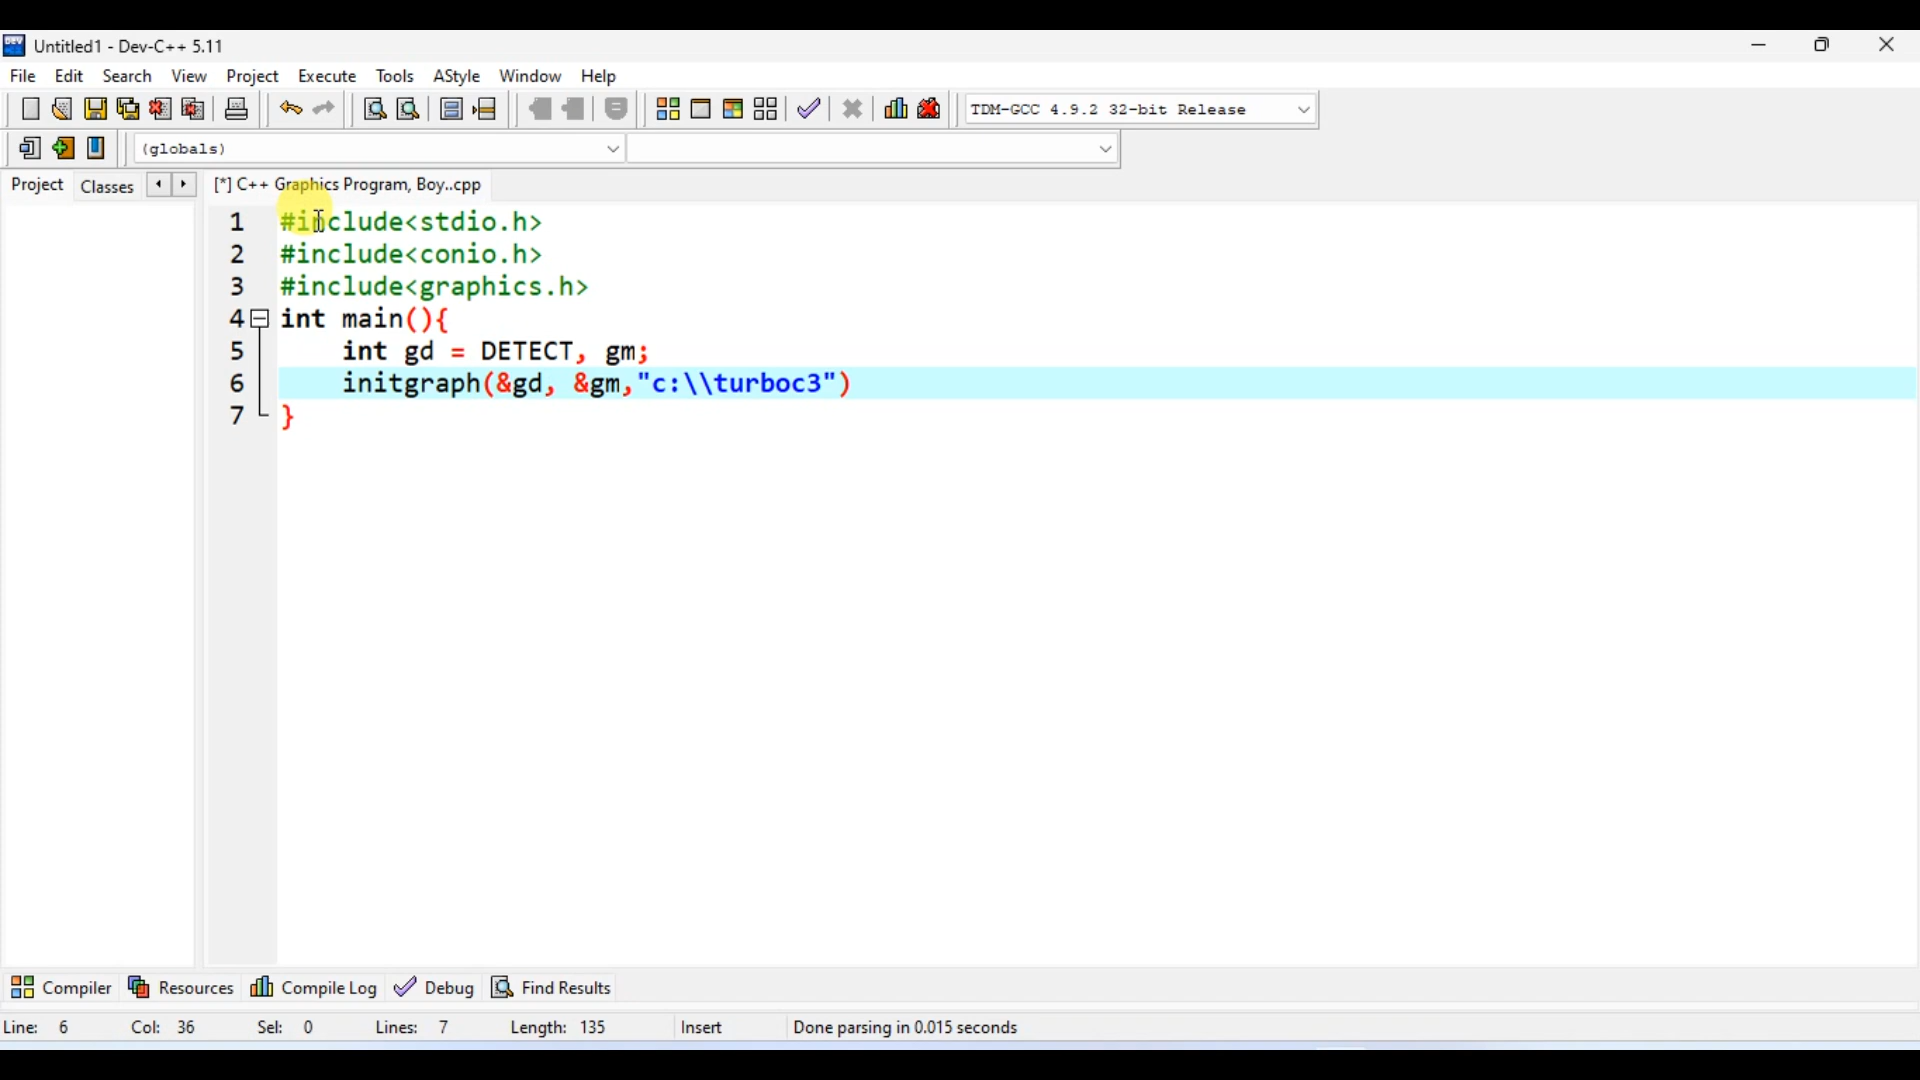 Untitled1 - Dev-C++ 5.11
File Edit Search View Project Execute Tools AStyle Window Help
TDM-GCC 4.9.2 32-bit Release
(globals)
Project Classes [*] C++ Graphics Program, Boy..cpp
1 #include<stdio.h>
2 #include<conio.h>
3 #include<graphics.h>
4 int main(){
5 int gd = DETECT, gm;
6 initgraph(&gd, &gm,"c:\\turboc3")
7 }
Compiler Resources Compile Log Debug Find Results
Line: 6 Col: 36 Sel: 0 Lines: 7 Length: 135 Insert Done parsing in 0.015 seconds